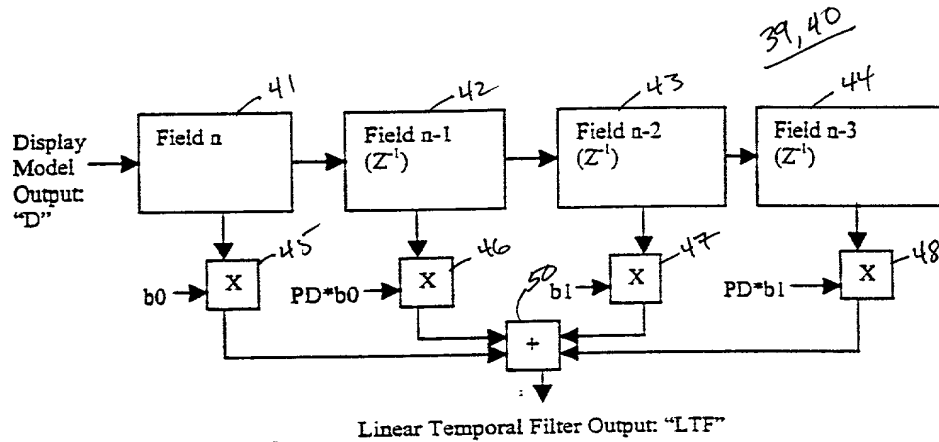 39,40
41
42
43
44
Display
Model
Output:
“D”
Field n
Field n-1
(Z⁻¹)
Field n-2
(Z⁻¹)
Field n-3
(Z⁻¹)
b0
X
45
PD*b0
X
46
b1
X
47
PD*b1
X
48
50
+
Linear Temporal Filter Output: “LTF”